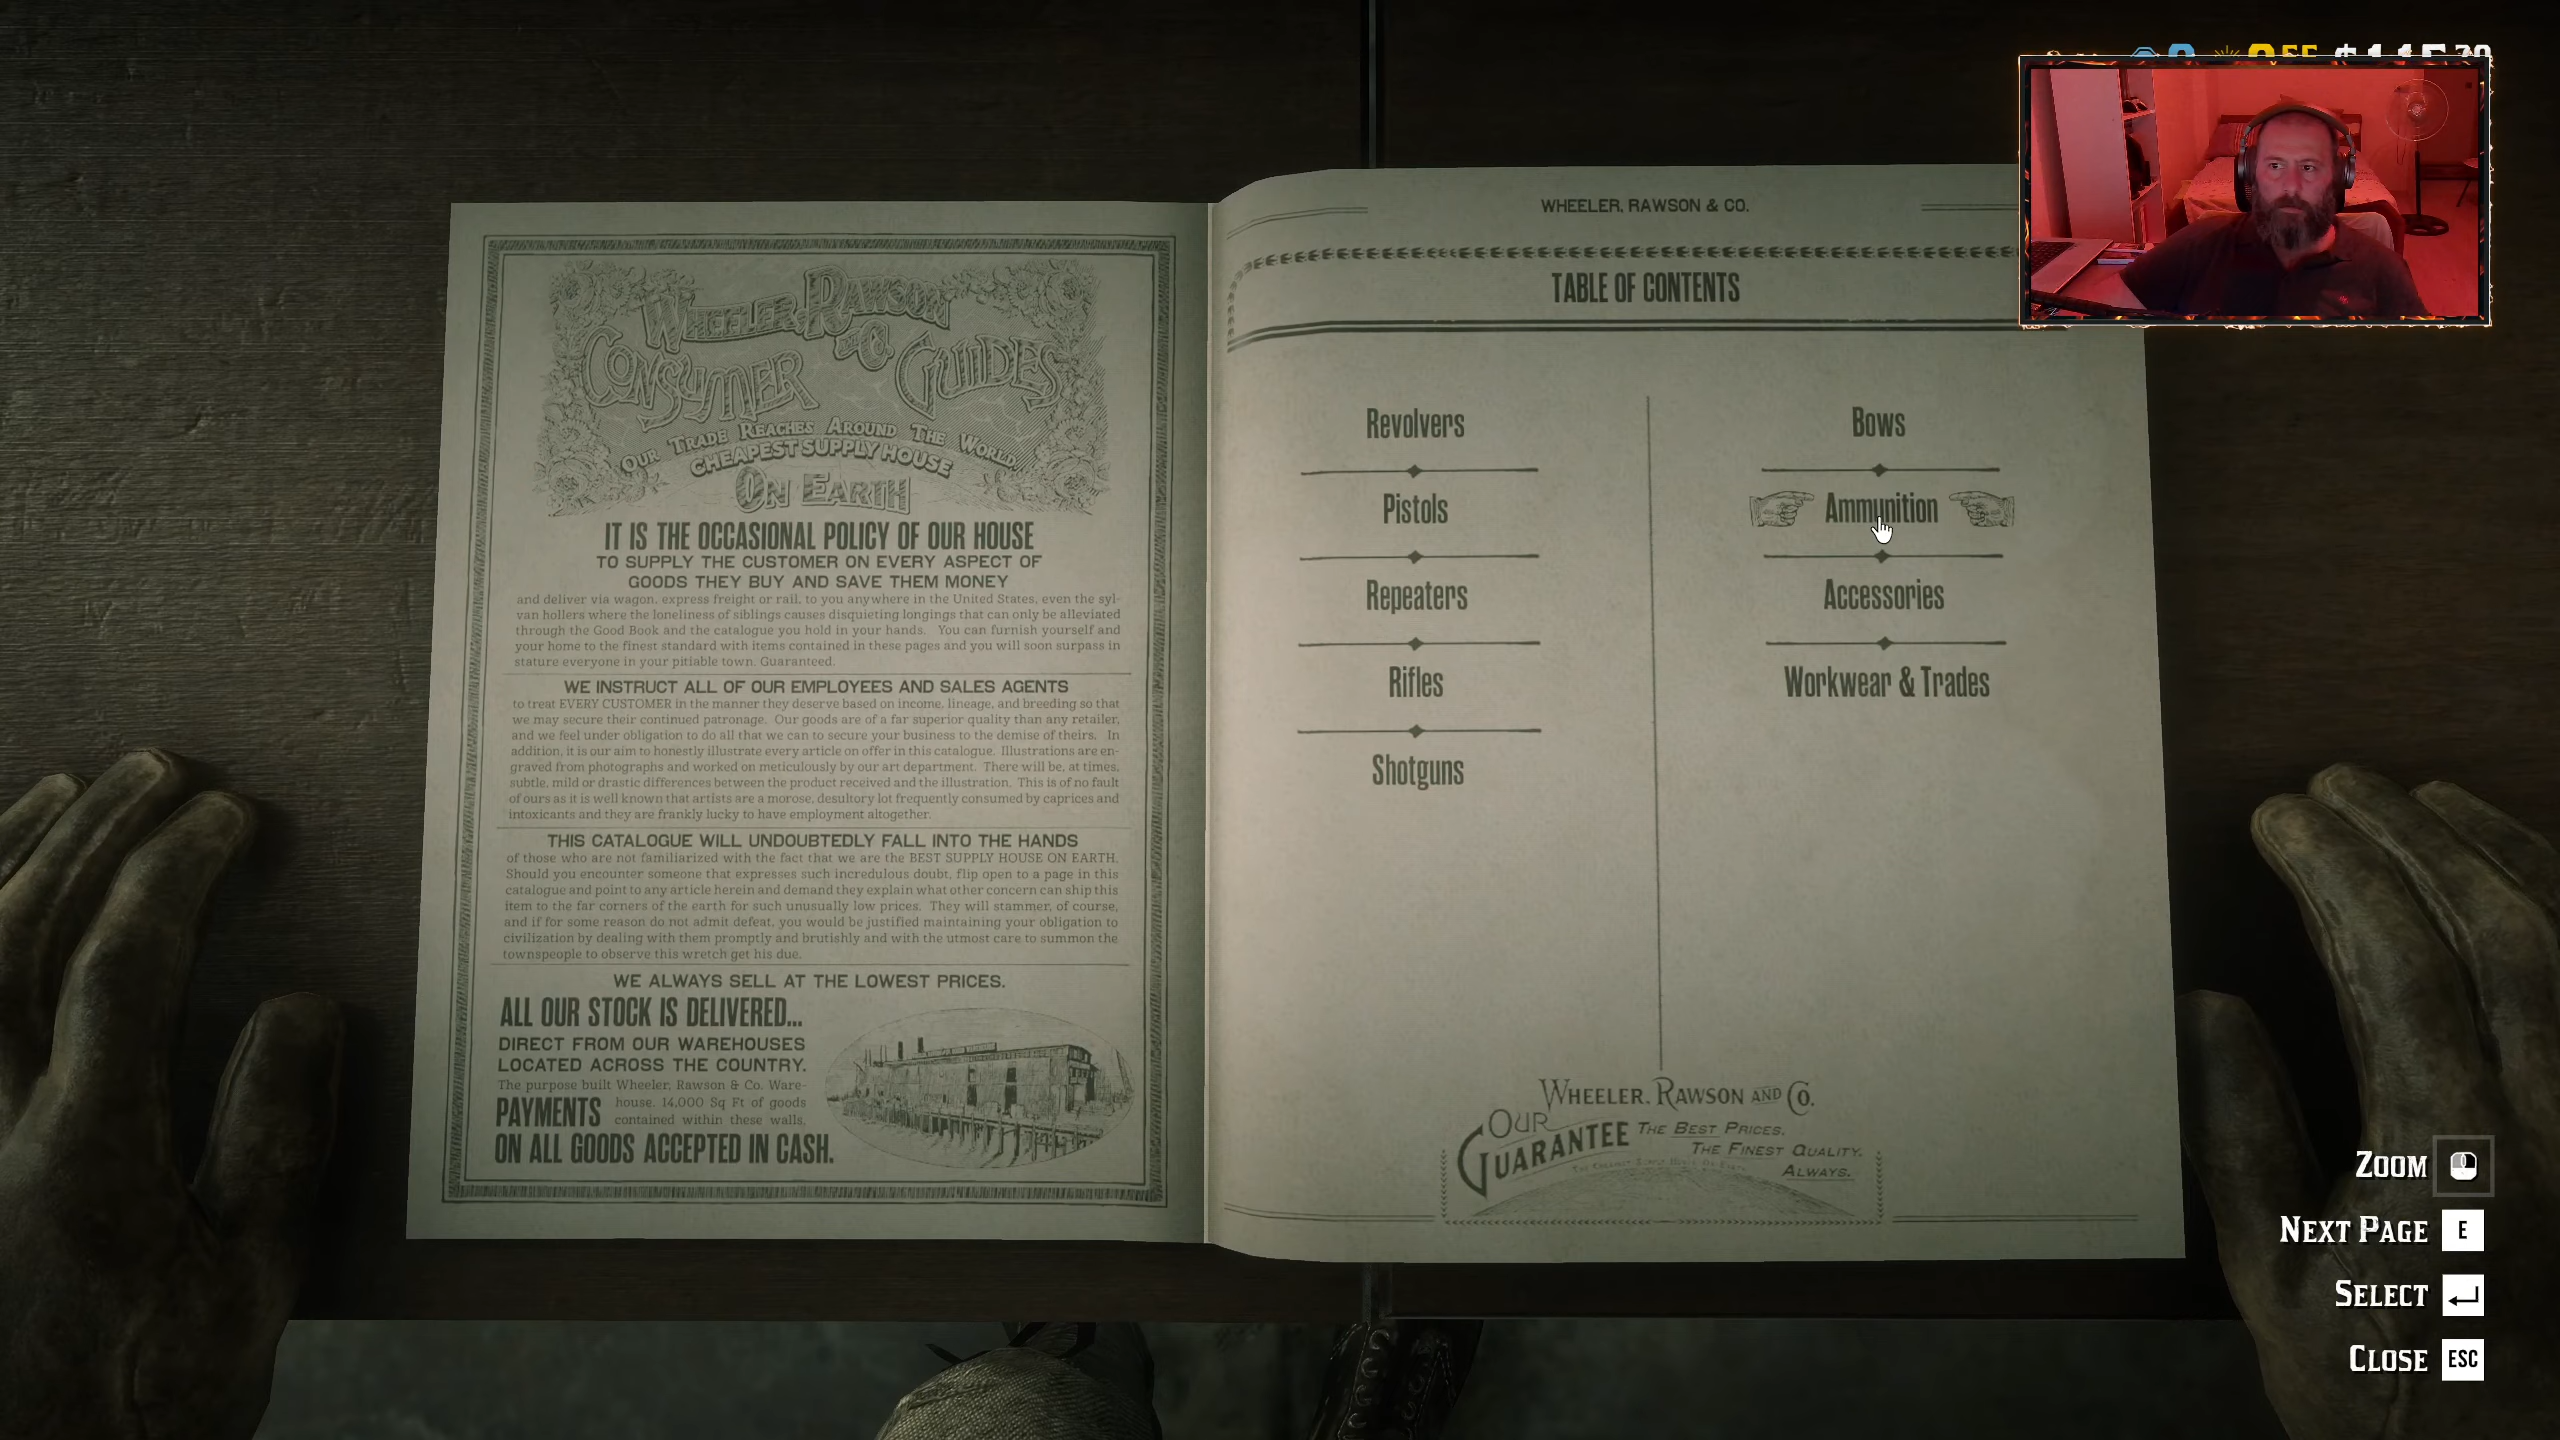 WHEELER, RAWSON
AND CO.
CONSUMER GUIDES
OUR TRADE REACHES AROUND THE WORLD.
CHEAPEST SUPPLY HOUSE
ON EARTH
IT IS THE OCCASIONAL POLICY OF OUR HOUSE
TO SUPPLY THE CUSTOMER ON EVERY ASPECT OF
GOODS THEY BUY AND SAVE THEM MONEY
and deliver via wagon, express freight or rail, to you anywhere in the United States, even the syl-
van hollers where the loneliness of siblings causes disquieting longings that can only be alleviated
through the Good Book and the catalogue you hold in your hands. You can furnish yourself and
your home to the finest standard with items contained in these pages and you will soon surpass in
stature everyone in your pitiable town. Guaranteed.
WE INSTRUCT ALL OF OUR EMPLOYEES AND SALES AGENTS
to treat EVERY CUSTOMER in the manner they deserve based on income, lineage, and breeding so that
we may secure their continued patronage. Our goods are of a far superior quality than any retailer,
and we feel under obligation to do all that we can to secure your business to the demise of theirs. In
addition, it is our aim to honestly illustrate every article on offer in this catalogue. Illustrations are en-
graved from photographs and worked on meticulously by our art department. There will be, at times,
subtle, mild or drastic differences between the product received and the illustration. This is of no fault
of ours as it is well known that artists are a morose, desultory lot frequently consumed by caprices and
intoxicants and they are frankly lucky to have employment altogether.
THIS CATALOGUE WILL UNDOUBTEDLY FALL INTO THE HANDS
of those who are not familiarized with the fact that we are the BEST SUPPLY HOUSE ON EARTH.
Should you encounter someone that expresses such incredulous doubt, flip open to a page in this
catalogue and point to any article herein and demand they explain what other concern can ship this
item to the far corners of the earth for such unusually low prices. They will stammer, of course,
and if for some reason do not admit defeat, you would be justified maintaining your obligation to
civilization by dealing with them promptly and brutishly and with the utmost care to summon the
townspeople to observe this wretch get his due.
WE ALWAYS SELL AT THE LOWEST PRICES.
ALL OUR STOCK IS DELIVERED...
DIRECT FROM OUR WAREHOUSES
LOCATED ACROSS THE COUNTRY.
The purpose built Wheeler, Rawson & Co. Ware-
house. 14,000 Sq Ft of goods
contained within these walls.
PAYMENTS
ON ALL GOODS ACCEPTED IN CASH.
WHEELER, RAWSON & CO.
TABLE OF CONTENTS
Revolvers
Pistols
Repeaters
Rifles
Shotguns
Bows
Ammunition
Accessories
Workwear & Trades
WHEELER, RAWSON AND CO.
OUR GUARANTEE
THE BEST PRICES.
THE FINEST QUALITY.
ALWAYS.
ZOOM
NEXT PAGE E
SELECT
CLOSE ESC